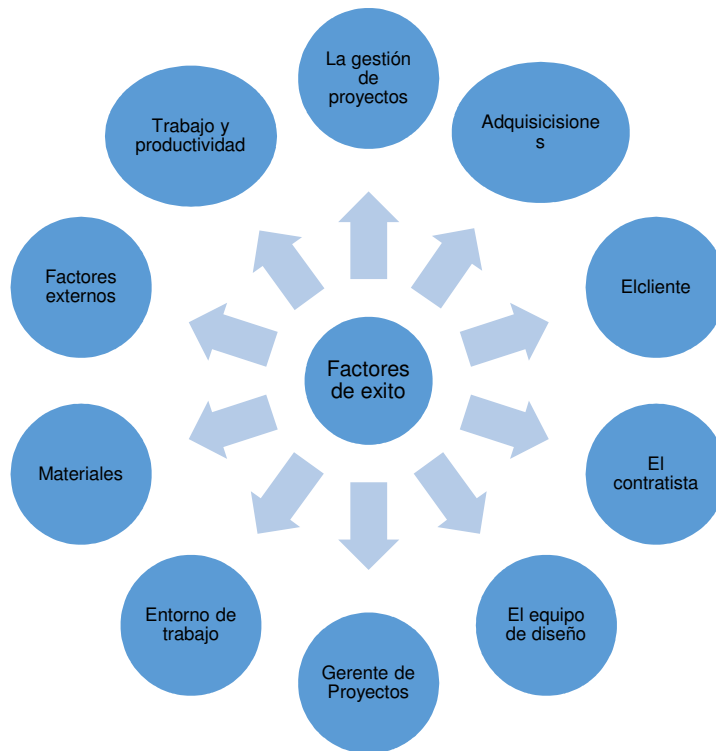 La gestión
de
proyectos
Adquisicisione
s
Elcliente
El
contratista
El equipo
de diseño
Gerente de
Proyectos
Entorno de
trabajo
Materiales
Factores
externos
Trabajo y
productividad
Factores
de exito